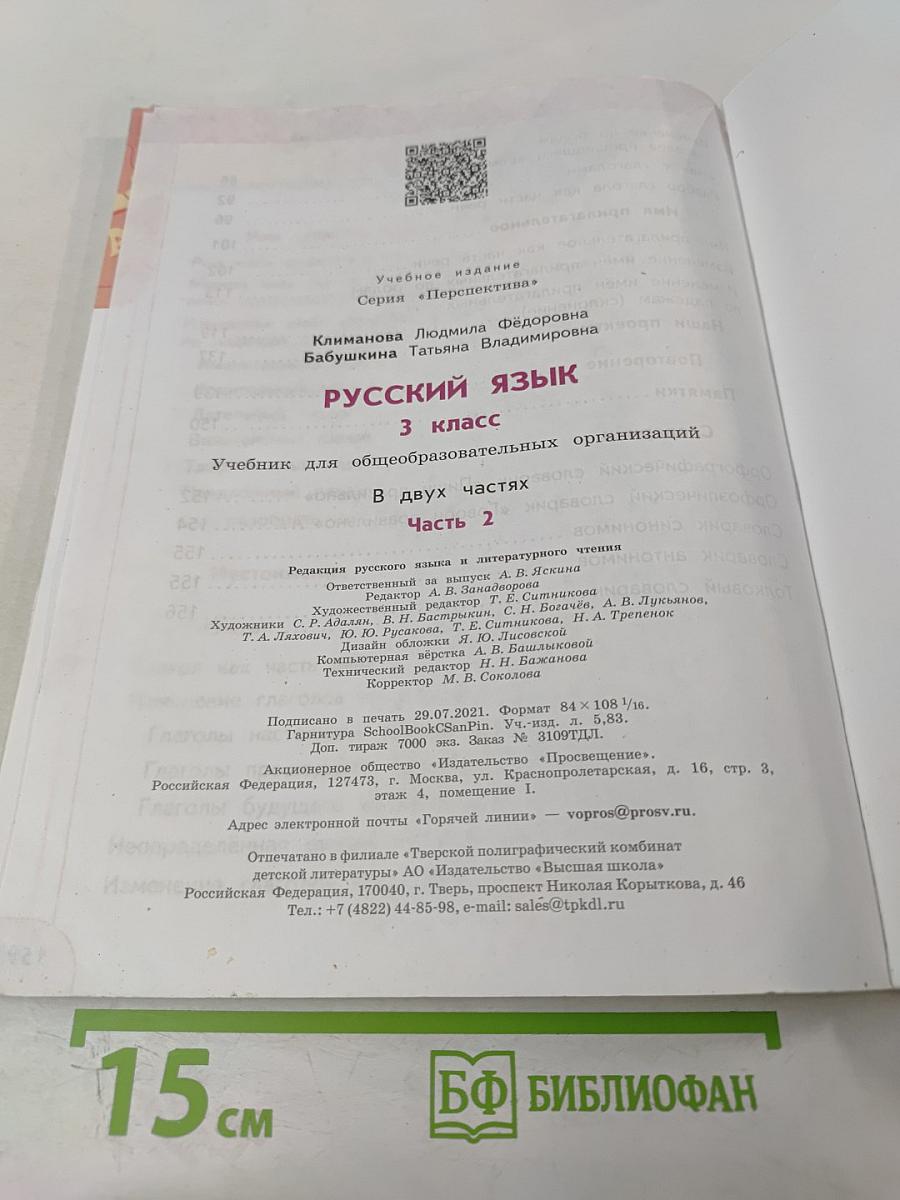 Учебное издание
Серия «Перспектива»
Климанова Людмила Фёдоровна
Бабушкина Татьяна Владимировна
РУССКИЙ ЯЗЫК
3 класс
Учебник для общеобразовательных организаций
В двух частях
Часть 2
Редакция русского языка и литературного чтения
Ответственный за выпуск А. В. Яскина
Редактор А. В. Занадворова
Художественный редактор Т. Е. Ситникова
Художники С. Р. Адалян, В. Н. Бастрыкин, С. Н. Богачёв, А. В. Лукьянов,
Т. А. Ляхович, Ю. Ю. Русакова, Т. Е. Ситникова, Н. А. Трепенок
Дизайн обложки Я. Ю. Лисовской
Компьютерная вёрстка А. В. Башлыковой
Технический редактор Н. Н. Бажанова
Корректор М. В. Соколова
Подписано в печать 29.07.2021. Формат 84 × 108 1/16.
Гарнитура SchoolBookCSanPin. Уч.-изд. л. 5,83.
Доп. тираж 7000 экз. Заказ № 3109ТДЛ.
Акционерное общество «Издательство «Просвещение».
Российская Федерация, 127473, г. Москва, ул. Краснопролетарская, д. 16, стр. 3,
этаж 4, помещение I.
Адрес электронной почты «Горячей линии» — vopros@prosv.ru.
Отпечатано в филиале «Тверской полиграфический комбинат
детской литературы» АО «Издательство «Высшая школа»
Российская Федерация, 170040, г. Тверь, проспект Николая Корыткова, д. 46
Тел.: +7 (4822) 44-85-98, e-mail: sales@tpkdl.ru
15 см
БФ БИБЛИОФАН